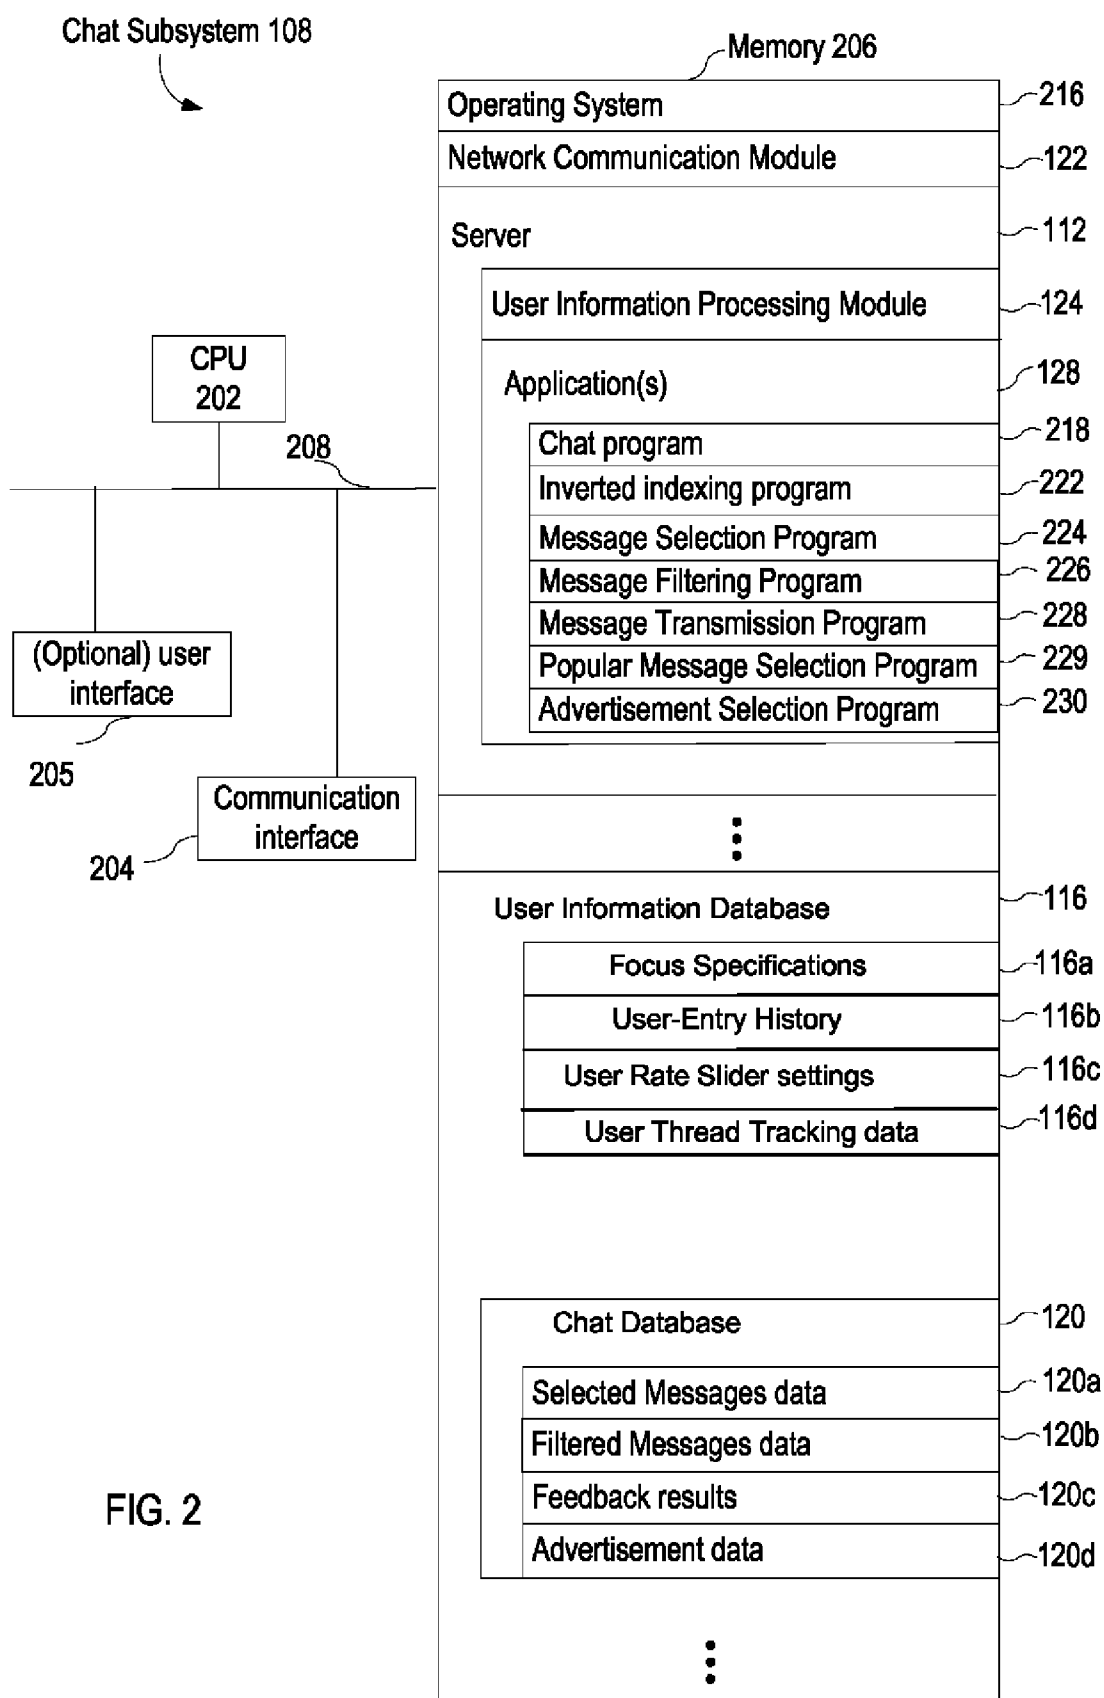 Chat Subsystem 108
Memory 206
Operating System 216
Network Communication Module 122
Server 112
User Information Processing Module 124
Application(s) 128
Chat program 218
Inverted indexing program 222
Message Selection Program 224
Message Filtering Program 226
Message Transmission Program 228
Popular Message Selection Program 229
Advertisement Selection Program 230
CPU
202
208
(Optional) user
interface
205
Communication
interface
204
User Information Database 116
Focus Specifications 116a
User-Entry History 116b
User Rate Slider settings 116c
User Thread Tracking data 116d
Chat Database 120
Selected Messages data 120a
Filtered Messages data 120b
Feedback results 120c
Advertisement data 120d
FIG. 2